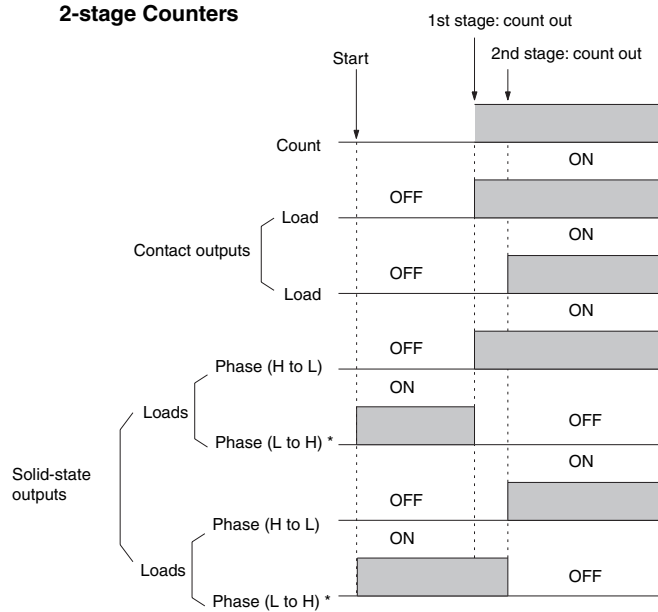 2-stage Counters
1st stage: count out
2nd stage: count out
Start
Count
ON
OFF
Load
Contact outputs
ON
OFF
Load
ON
OFF
Phase (H to L)
ON
Loads
OFF
Phase (L to H) *
Solid-state
outputs
ON
OFF
Phase (H to L)
ON
Loads
OFF
Phase (L to H) *